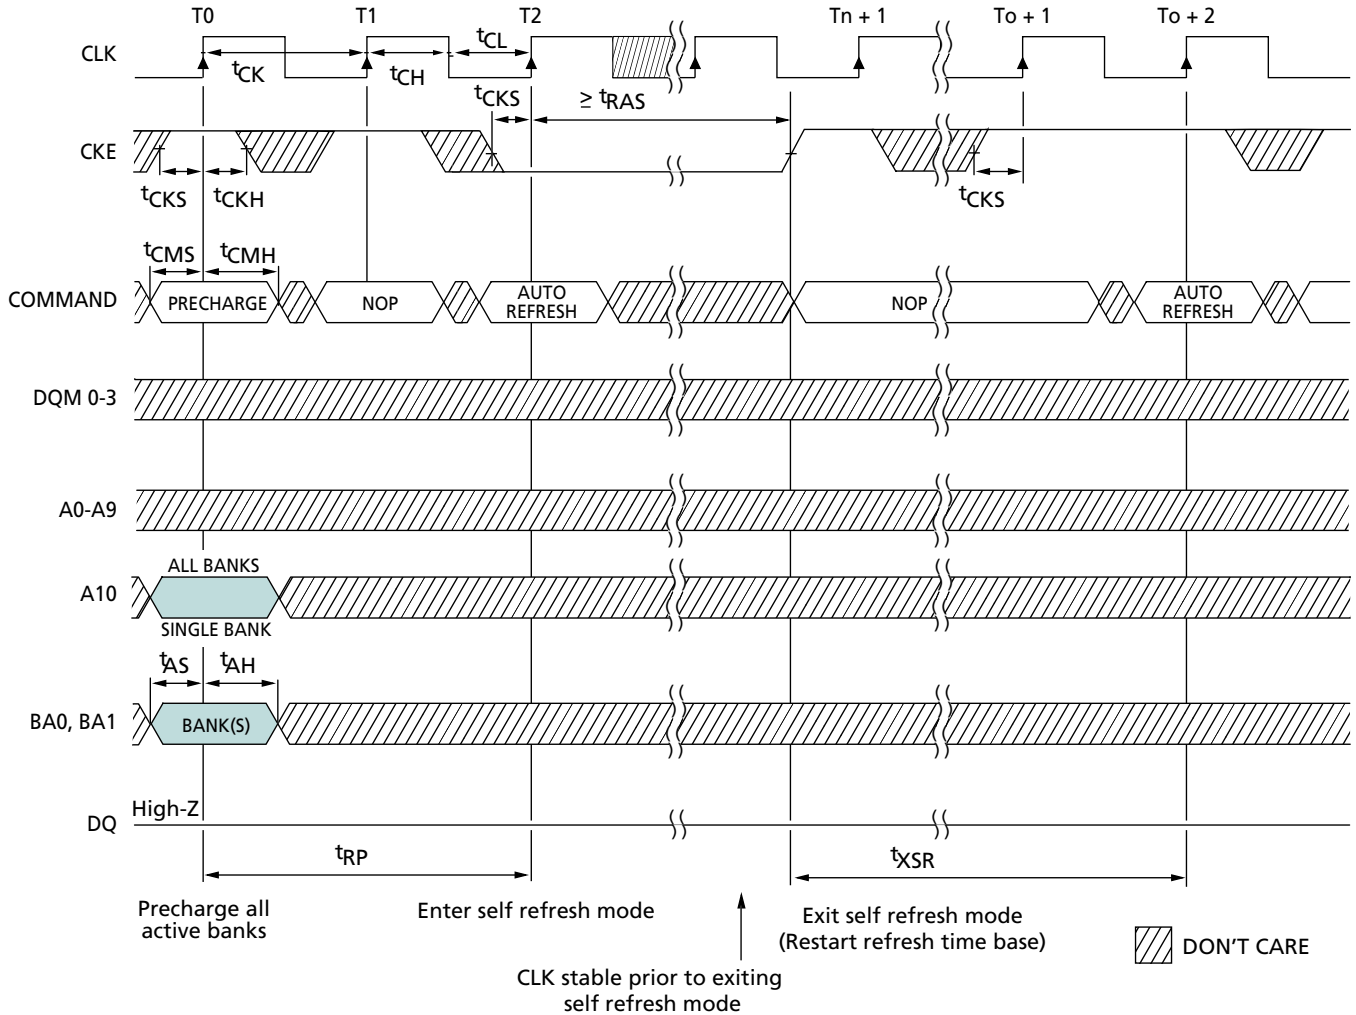 T0 T1 T2 Tn + 1 To + 1 To + 2
CLK
tCK tCH tCL
tCKS ≥ tRAS
CKE
tCKS tCKH tCKS
tCMS tCMH
COMMAND PRECHARGE NOP AUTO REFRESH NOP AUTO REFRESH
DQM 0-3
A0-A9
ALL BANKS
A10
SINGLE BANK
tAS tAH
BA0, BA1 BANK(S)
High-Z
DQ
tRP tXSR
Precharge all
active banks
Enter self refresh mode
CLK stable prior to exiting
self refresh mode
Exit self refresh mode
(Restart refresh time base)
DON'T CARE